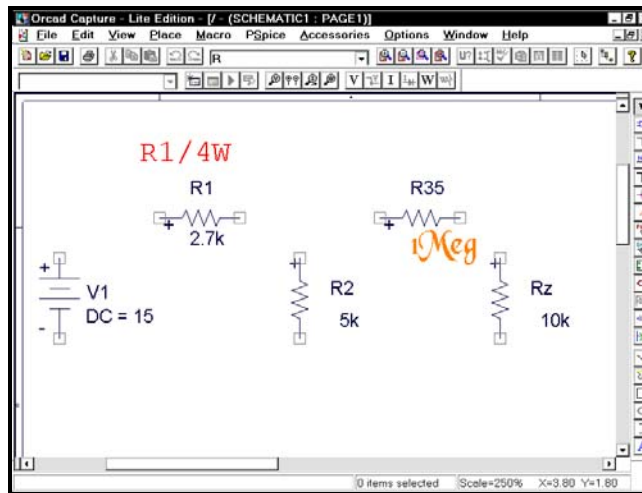 Orcad Capture - Lite Edition - [/ - (SCHEMATIC1 : PAGE1)]
File Edit View Place Macro PSpice Accessories Options Window Help
R
U?
V I W
R1/4W
R1
2.7k
R35
1Meg
+
-
V1
DC = 15
R2
5k
Rz
10k
0 items selected Scale=250% X=3.80 Y=1.80